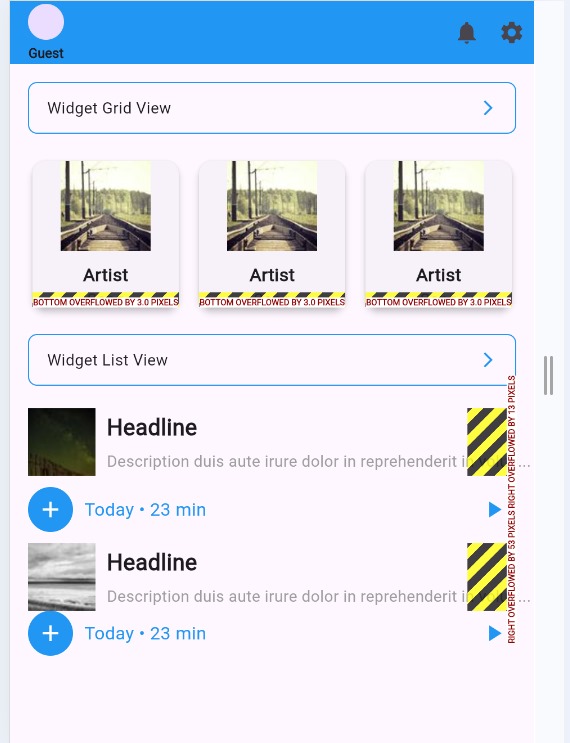 Guest
Widget Grid View
Artist Artist Artist
BOTTOM OVERFLOWED BY 3.0 PIXELS BOTTOM OVERFLOWED BY 3.0 PIXELS BOTTOM OVERFLOWED BY 3.0 PIXELS
Widget List View
Headline
Description duis aute irure dolor in reprehenderit i
RIGHT OVERFLOWED BY 13 PIXELS
Today • 23 min
Headline
Description duis aute irure dolor in reprehenderit i
RIGHT OVERFLOWED BY 53 PIXELS
Today • 23 min